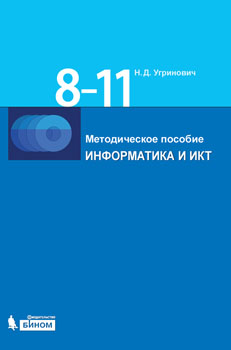 8–11
Н. Д. Угринович
Методическое пособие
ИНФОРМАТИКА И ИКТ
Издательство
БИНОМ